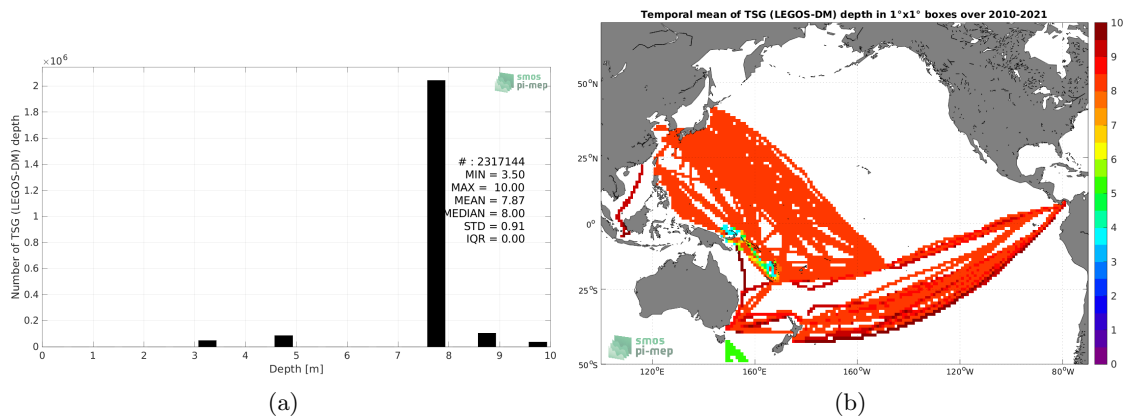 ×10⁶
2
1.8
1.6
1.4
1.2
1
0.8
0.6
0.4
0.2
0
Number of TSG (LEGOS-DM) depth
smos
pi-mep
# : 2317144
MIN = 3.50
MAX = 10.00
MEAN = 7.87
MEDIAN = 8.00
STD = 0.91
IQR = 0.00
0 1 2 3 4 5 6 7 8 9 10
Depth [m]
(a)
Temporal mean of TSG (LEGOS-DM) depth in 1°x1° boxes over 2010-2021
50°N
25°N
0°
25°S
50°S
smos
pi-mep
120°E 160°E 160°W 120°W 80°W
10
9
8
7
6
5
4
3
2
1
0
(b)